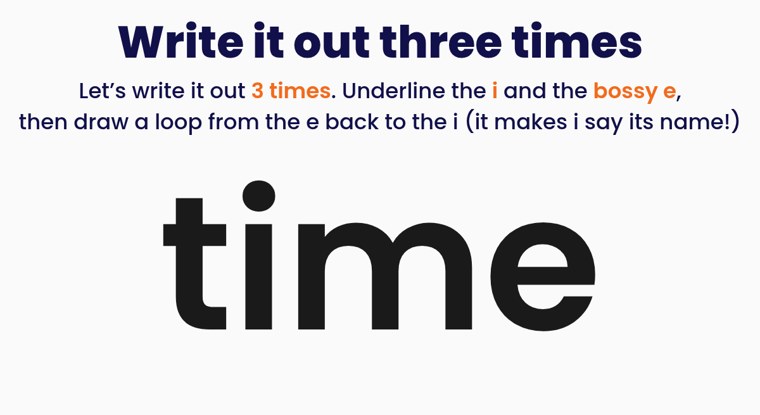 Write it out three times
Let’s write it out 3 times. Underline the i and the bossy e,
then draw a loop from the e back to the i (it makes i say its name!)
time